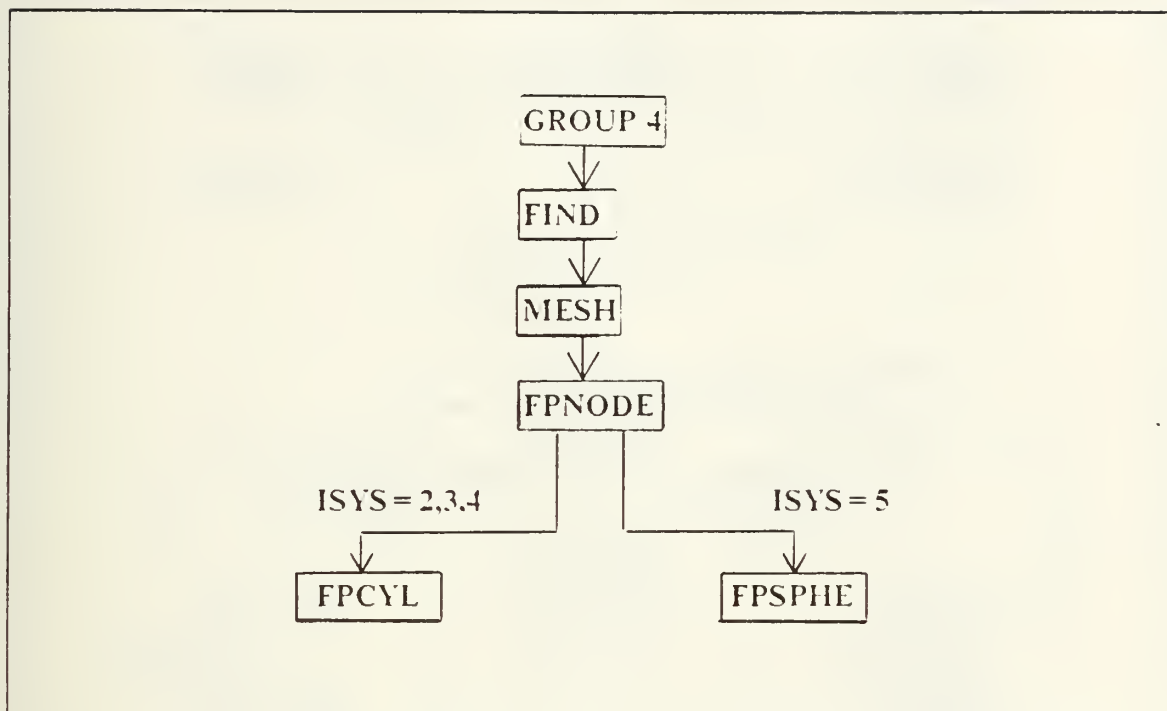 GROUP 4
FIND
MESH
FPNODE
ISYS = 2,3,4
ISYS = 5
FPCYL
FPSPHE